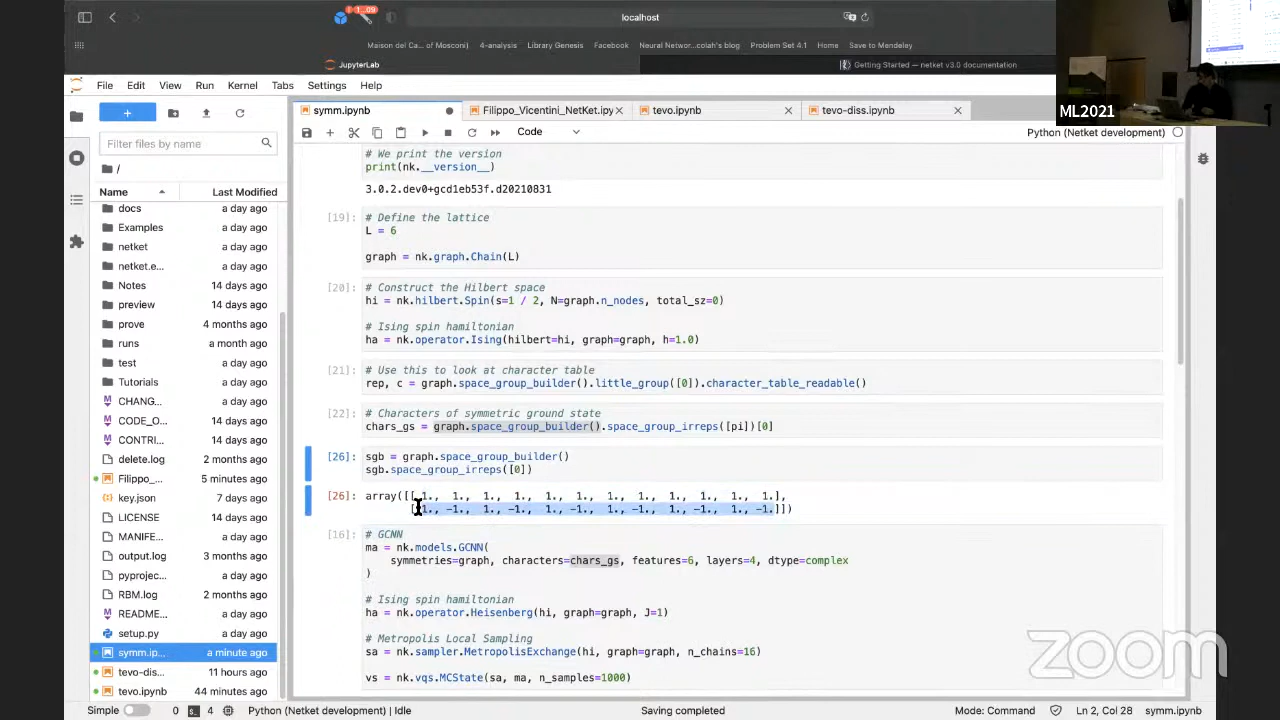 1...09
localhost
Maison del Ca... of Mosconi)
4-analysis
Library Genesis
Facebook
Neural Networ...colah's blog
Problem Set 4.1
Home
Save to Mendeley
JupyterLab
Getting Started — netket v3.0 documentation
ML2021
File Edit View Run Kernel Tabs Settings Help
symm.ipynb
Filippo_Vicentini_NetKet.ipy
tevo.ipynb
tevo-diss.ipynb
Code
Python (Netket development)
Filter files by name
/
Name Last Modified
docs a day ago
Examples a day ago
netket a day ago
netket.e... a day ago
Notes 14 days ago
preview 14 days ago
prove 4 months ago
runs a month ago
test a day ago
Tutorials a day ago
CHANG... a day ago
CODE_O... 14 days ago
CONTRI... 14 days ago
delete.log 2 months ago
Filippo_... 5 minutes ago
key.json 7 days ago
LICENSE 14 days ago
MANIFE... a day ago
output.log 3 months ago
pyprojec... a day ago
RBM.log 2 months ago
README... a day ago
setup.py a day ago
symm.ip... a minute ago
tevo-dis... 11 hours ago
tevo.ipynb 44 minutes ago
# We print the version
print(nk.__version__)
3.0.2.dev0+gcd1eb53f.d20210831
[19]: # Define the lattice
L = 6
graph = nk.graph.Chain(L)
[20]: # Construct the Hilbert space
hi = nk.hilbert.Spin(s=1 / 2, N=graph.n_nodes, total_sz=0)
# Ising spin hamiltonian
ha = nk.operator.Ising(hilbert=hi, graph=graph, h=1.0)
[21]: # Use this to look at character table
rep, c = graph.space_group_builder().little_group([0]).character_table_readable()
[22]: # Characters of symmetric ground state
chars_gs = graph.space_group_builder().space_group_irreps([pi])[0]
[26]: sgb = graph.space_group_builder()
sgb.space_group_irreps([0])
[26]: array([[ 1., 1., 1., 1., 1., 1., 1., 1., 1., 1., 1., 1.],
[ 1., -1., 1., -1., 1., -1., 1., -1., 1., -1., 1., -1.]])
[16]: # GCNN
ma = nk.models.GCNN(
symmetries=graph, characters=chars_gs, features=6, layers=4, dtype=complex
)
# Ising spin hamiltonian
ha = nk.operator.Heisenberg(hi, graph=graph, J=1)
# Metropolis Local Sampling
sa = nk.sampler.MetropolisExchange(hi, graph=graph, n_chains=16)
vs = nk.vqs.MCState(sa, ma, n_samples=1000)
zoom
Simple 0 4 Python (Netket development) | Idle Saving completed Mode: Command Ln 2, Col 28 symm.ipynb